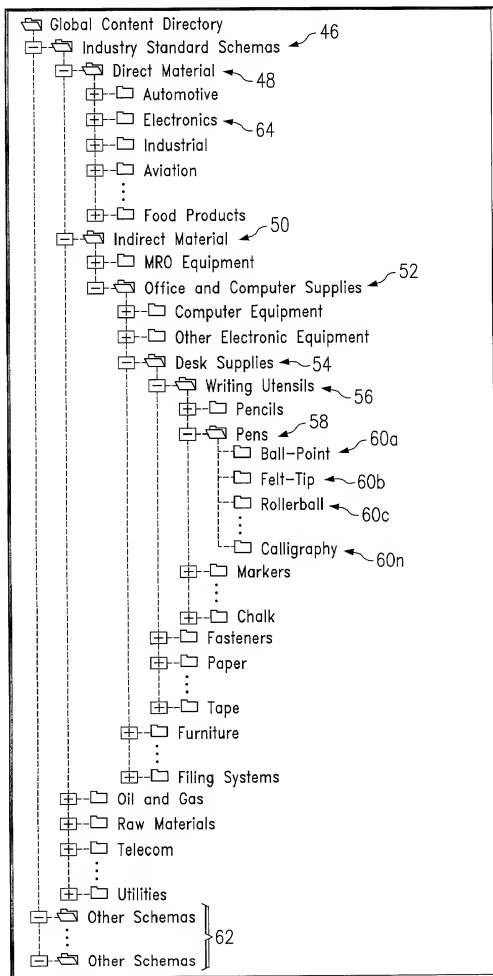 Global Content Directory
Industry Standard Schemas 46
Direct Material 48
Automotive
Electronics 64
Industrial
Aviation
Food Products
Indirect Material 50
MRO Equipment
Office and Computer Supplies 52
Computer Equipment
Other Electronic Equipment
Desk Supplies 54
Writing Utensils 56
Pencils
Pens 58
Ball-Point 60a
Felt-Tip 60b
Rollerball 60c
Calligraphy 60n
Markers
Chalk
Fasteners
Paper
Tape
Furniture
Filing Systems
Oil and Gas
Raw Materials
Telecom
Utilities
Other Schemas
62
Other Schemas